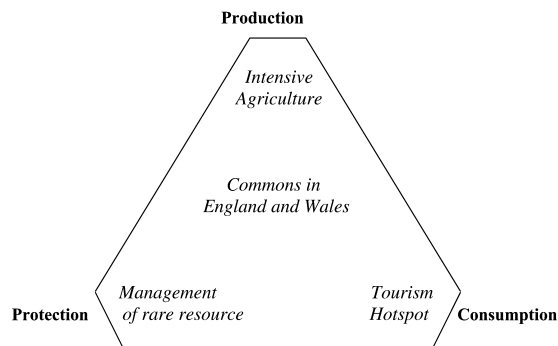 Production
Intensive
Agriculture
Commons in
England and Wales
Management
of rare resource
Tourism
Hotspot
Protection
Consumption